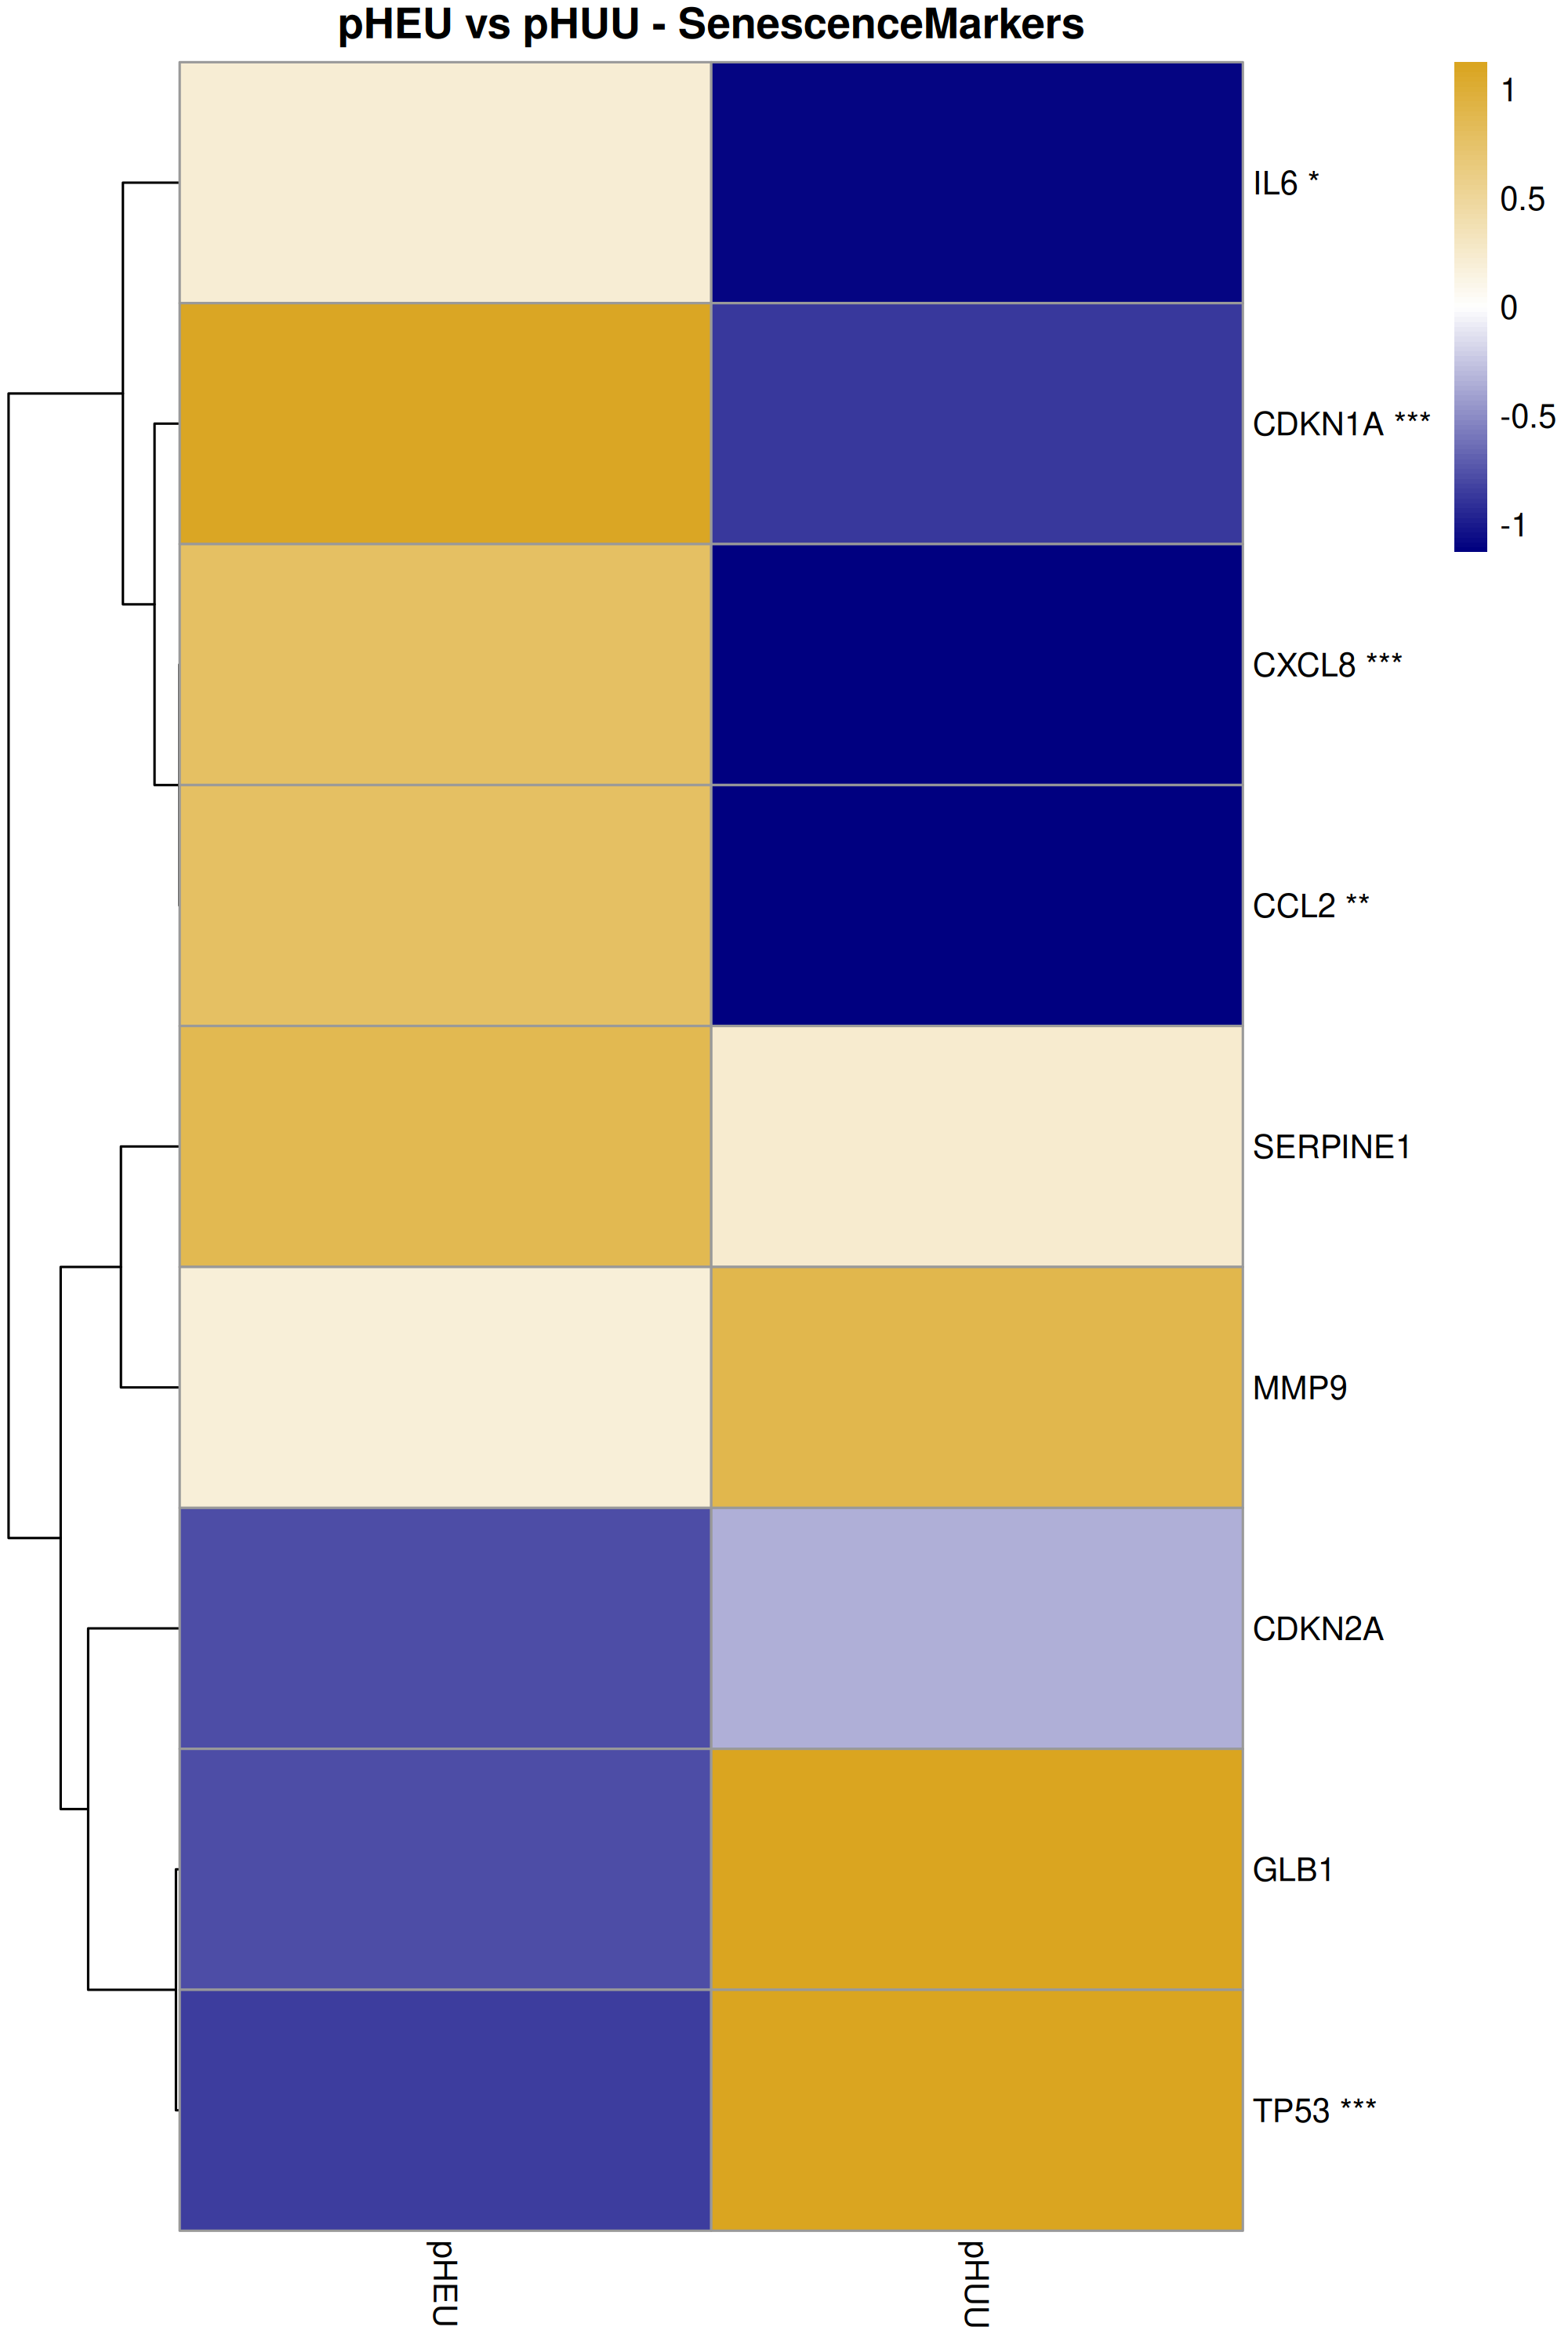 pHEU vs pHUU - SenescenceMarkers
1
0.5
0
-0.5
-1
IL6 *
CDKN1A ***
CXCL8 ***
CCL2 **
SERPINE1
MMP9
CDKN2A
GLB1
TP53 ***
pHEU
pHUU